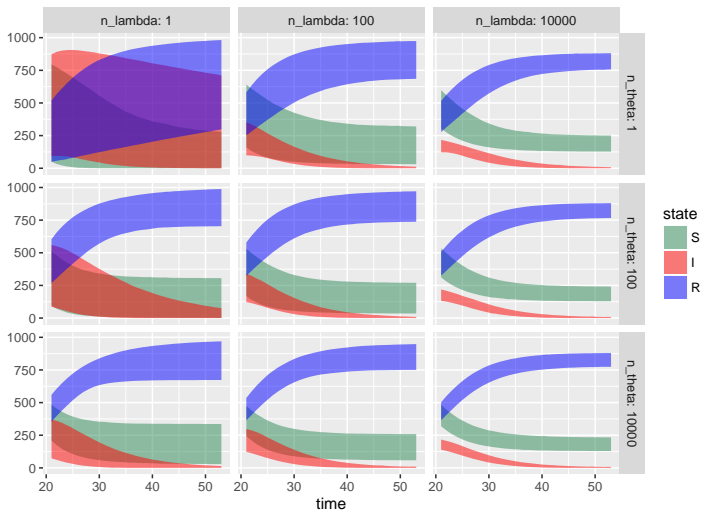 n_lambda: 1 n_lambda: 100 n_lambda: 10000
1000
750
500
250
0
n_theta: 1
1000
750
500
250
0
n_theta: 100
state
S
I
R
1000
750
500
250
0
n_theta: 10000
20 30 40 50 20 30 40 50 20 30 40 50
time